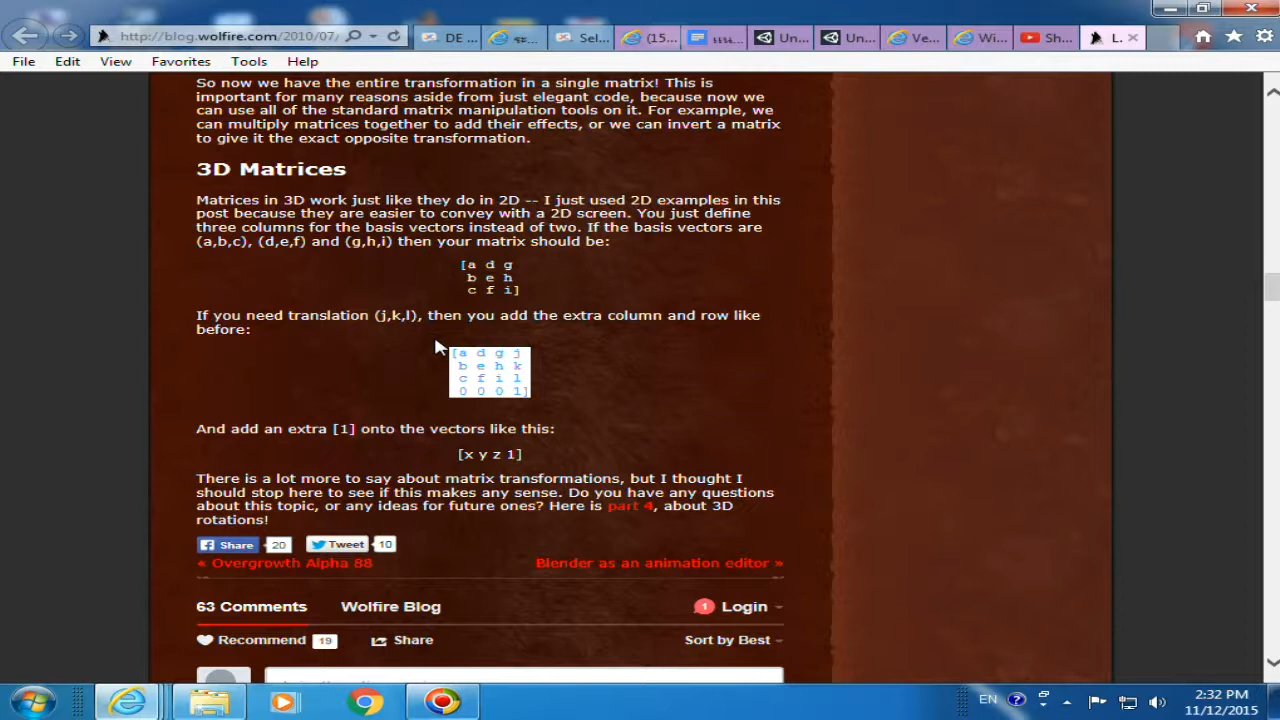 http://blog.wolfire.com/2010/07/
DE ...
Sel...
(15...
Un...
Un...
Ve...
Wi...
Sh...
L.
File Edit View Favorites Tools Help
So now we have the entire transformation in a single matrix! This is
important for many reasons aside from just elegant code, because now we
can use all of the standard matrix manipulation tools on it. For example, we
can multiply matrices together to add their effects, or we can invert a matrix
to give it the exact opposite transformation.
3D Matrices
Matrices in 3D work just like they do in 2D -- I just used 2D examples in this
post because they are easier to convey with a 2D screen. You just define
three columns for the basis vectors instead of two. If the basis vectors are
(a,b,c), (d,e,f) and (g,h,i) then your matrix should be:
[a d g
b e h
c f i]
If you need translation (j,k,l), then you add the extra column and row like
before:
[a d g j
b e h k
c f i l
0 0 0 1]
And add an extra [1] onto the vectors like this:
[x y z 1]
There is a lot more to say about matrix transformations, but I thought I
should stop here to see if this makes any sense. Do you have any questions
about this topic, or any ideas for future ones? Here is part 4, about 3D
rotations!
Share 20 Tweet 10
« Overgrowth Alpha 88 Blender as an animation editor »
63 Comments Wolfire Blog 1 Login
Recommend 19 Share Sort by Best
EN 2:32 PM
11/12/2015